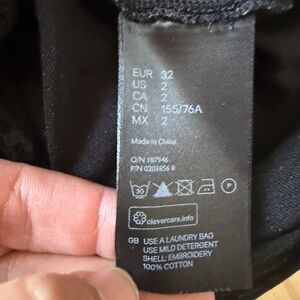 EUR 32
US 2
CA 2
CN 155/76A
MX 2
Made in China
O/N 187946
P/N 0203856 8
30
P
clevercare.info
GB USE A LAUNDRY BAG
USE MILD DETERGENT
SHELL: EMBROIDERY
100% COTTON